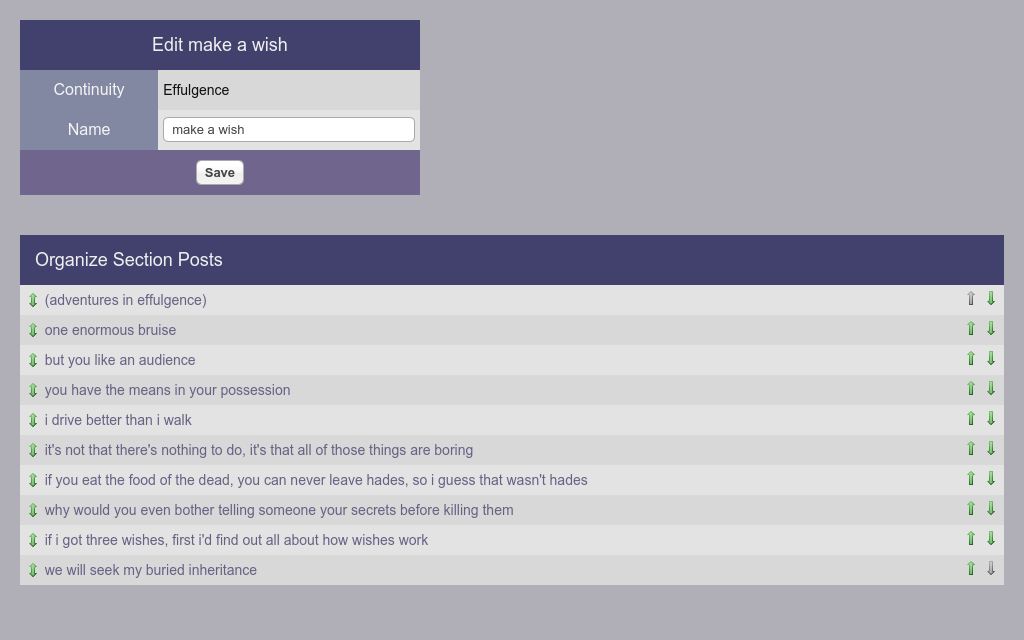 Edit make a wish
Continuity Effulgence
Name make a wish
Save
Organize Section Posts
(adventures in effulgence)
one enormous bruise
but you like an audience
you have the means in your possession
i drive better than i walk
it's not that there's nothing to do, it's that all of those things are boring
if you eat the food of the dead, you can never leave hades, so i guess that wasn't hades
why would you even bother telling someone your secrets before killing them
if i got three wishes, first i'd find out all about how wishes work
we will seek my buried inheritance